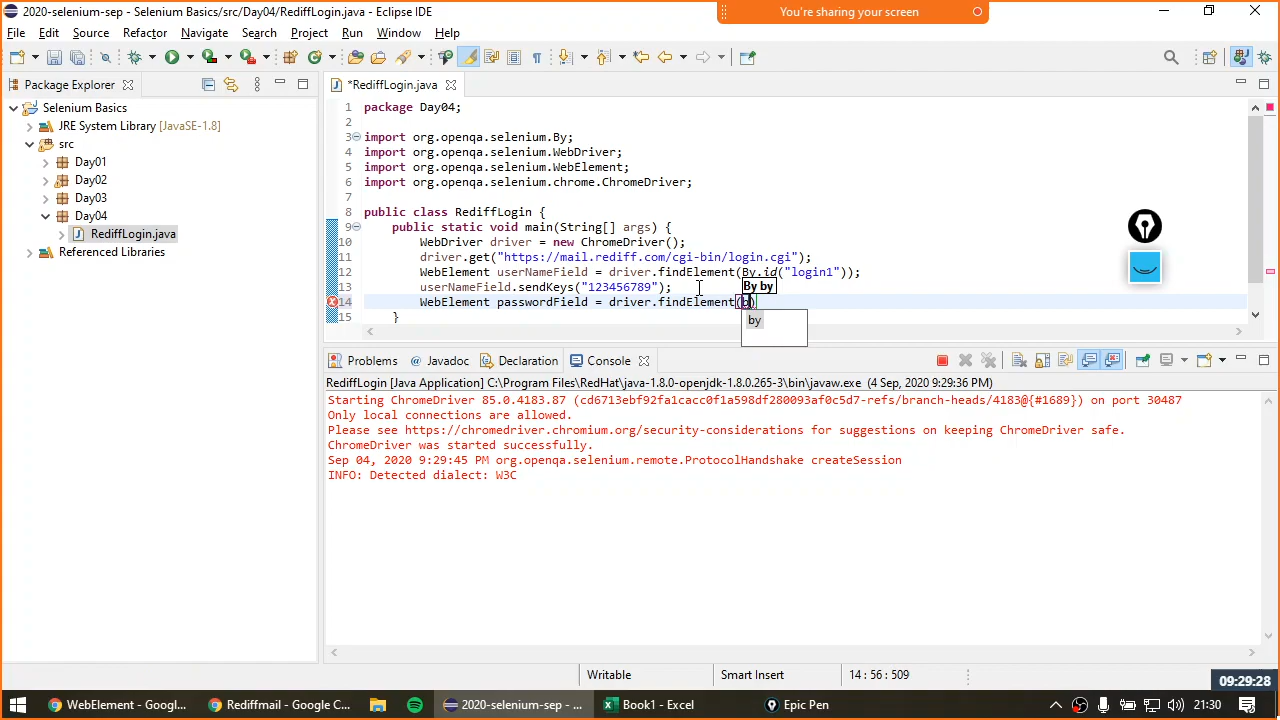 2020-selenium-sep - Selenium Basics/src/Day04/RediffLogin.java - Eclipse IDE
You're sharing your screen
File Edit Source Refactor Navigate Search Project Run Window Help
Package Explorer
*RediffLogin.java
Selenium Basics
JRE System Library [JavaSE-1.8]
src
Day01
Day02
Day03
Day04
RediffLogin.java
Referenced Libraries
1 package Day04;
2
3 import org.openqa.selenium.By;
4 import org.openqa.selenium.WebDriver;
5 import org.openqa.selenium.WebElement;
6 import org.openqa.selenium.chrome.ChromeDriver;
7
8 public class RediffLogin {
9 public static void main(String[] args) {
10 WebDriver driver = new ChromeDriver();
11 driver.get("https://mail.rediff.com/cgi-bin/login.cgi");
12 WebElement userNameField = driver.findElement(By.id("login1"));
13 userNameField.sendKeys("123456789");
By by
14 WebElement passwordField = driver.findElement(b)
by
15 }
Problems Javadoc Declaration Console
RediffLogin [Java Application] C:\Program Files\RedHat\java-1.8.0-openjdk-1.8.0.265-3\bin\javaw.exe (4 Sep, 2020 9:29:36 PM)
Starting ChromeDriver 85.0.4183.87 (cd6713ebf92fa1cacc0f1a598df280093af0c5d7-refs/branch-heads/4183@{#1689}) on port 30487
Only local connections are allowed.
Please see https://chromedriver.chromium.org/security-considerations for suggestions on keeping ChromeDriver safe.
ChromeDriver was started successfully.
Sep 04, 2020 9:29:45 PM org.openqa.selenium.remote.ProtocolHandshake createSession
INFO: Detected dialect: W3C
Writable Smart Insert 14 : 56 : 509
09:29:28
WebElement - Googl... Rediffmail - Google C... 2020-selenium-sep - ... Book1 - Excel Epic Pen 21:30